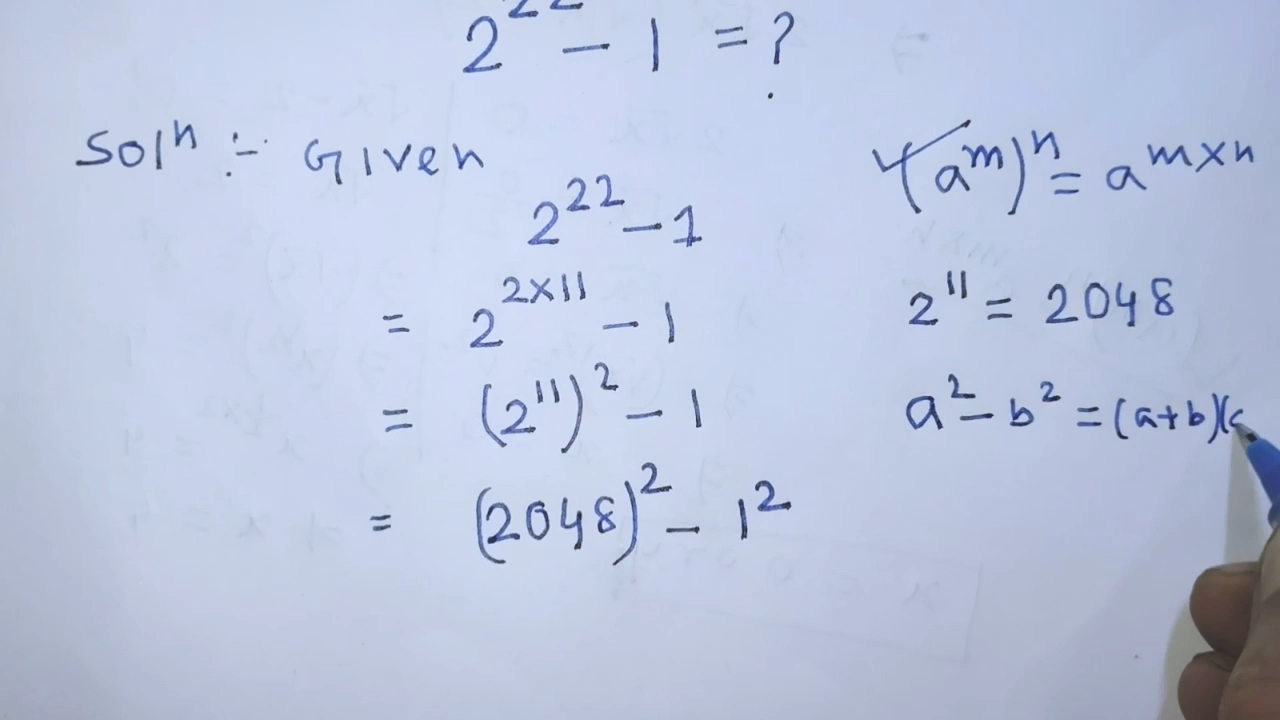 2^22 - 1 = ?
Solⁿ :- Given
2^22 - 1
= 2^2×11 - 1
= (2^11)^2 - 1
= (2048)^2 - 1^2
(a^m)^n = a^m×n
2^11 = 2048
a^2 - b^2 = (a+b)(